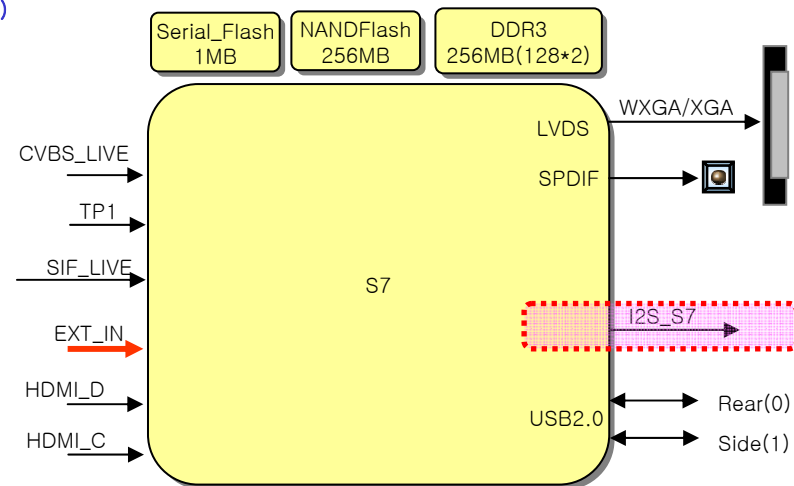 )
Serial_Flash
1MB
NANDFlash
256MB
DDR3
256MB(128*2)
CVBS_LIVE
TP1
SIF_LIVE
EXT_IN
HDMI_D
HDMI_C
S7
LVDS
WXGA/XGA
SPDIF
I2S_S7
USB2.0
Rear(0)
Side(1)